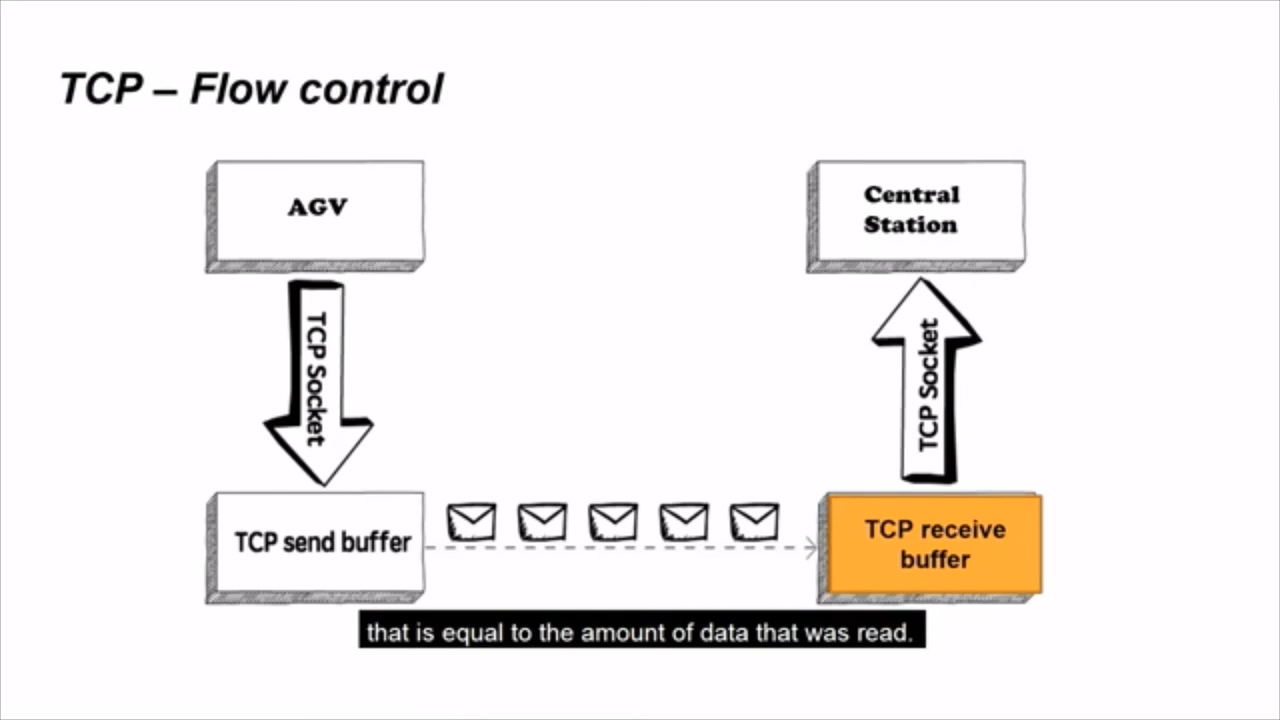 TCP – Flow control
AGV
Central
Station
TCP Socket
TCP Socket
TCP send buffer
TCP receive
buffer
that is equal to the amount of data that was read.